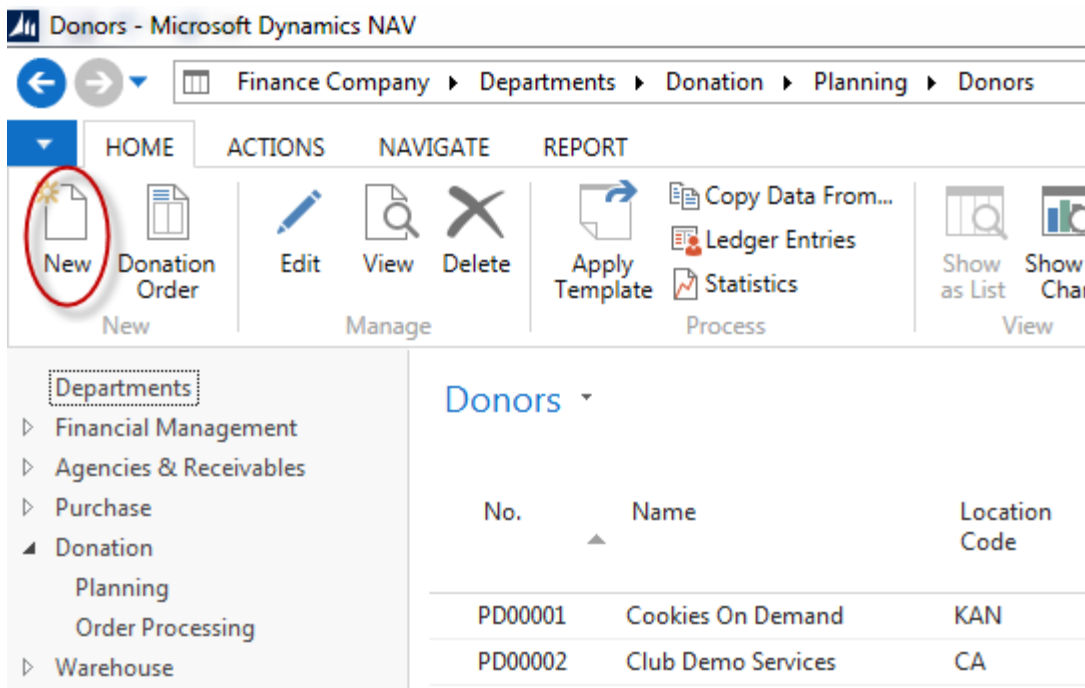 Donors - Microsoft Dynamics NAV
Finance Company ▸ Departments ▸ Donation ▸ Planning ▸ Donors
HOME ACTIONS NAVIGATE REPORT
New
Donation Order
Edit
View
Delete
Apply Template
Copy Data From...
Ledger Entries
Statistics
Show as List
Show
Char
New Manage Process View
Departments
Financial Management
Agencies & Receivables
Purchase
Donation
Planning
Order Processing
Warehouse
Donors
No. Name Location Code
PD00001 Cookies On Demand KAN
PD00002 Club Demo Services CA